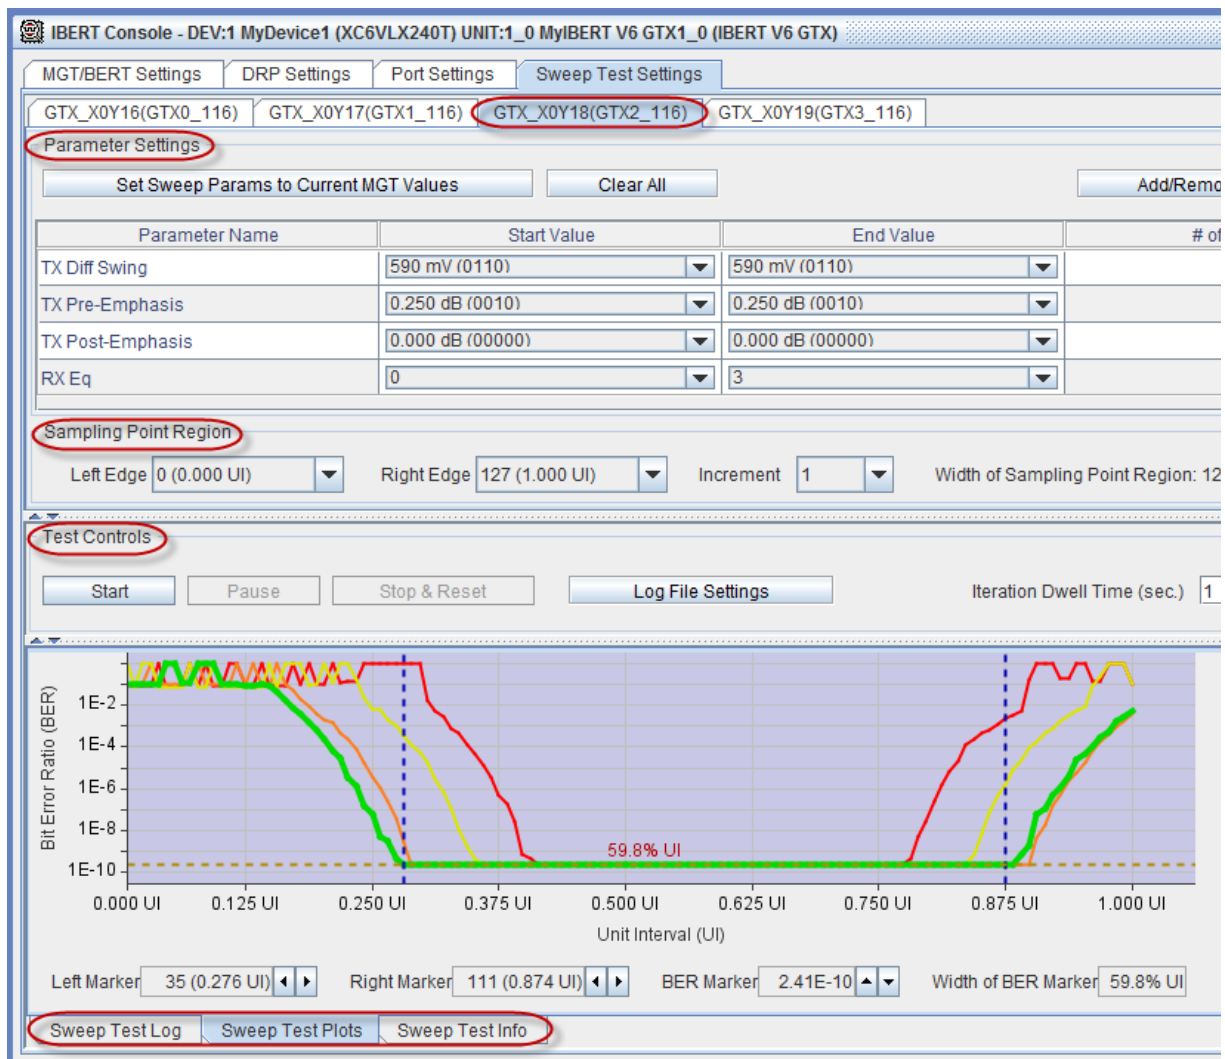 IBERT Console - DEV:1 MyDevice1 (XC6VLX240T) UNIT:1_0 MyIBERT V6 GTX1_0 (IBERT V6 GTX)
MGT/BERT Settings DRP Settings Port Settings Sweep Test Settings
GTX_X0Y16(GTX0_116) GTX_X0Y17(GTX1_116) GTX_X0Y18(GTX2_116) GTX_X0Y19(GTX3_116)
Parameter Settings
Set Sweep Params to Current MGT Values Clear All Add/Remo
Parameter Name Start Value End Value # of
TX Diff Swing 590 mV (0110) 590 mV (0110)
TX Pre-Emphasis 0.250 dB (0010) 0.250 dB (0010)
TX Post-Emphasis 0.000 dB (00000) 0.000 dB (00000)
RX Eq 0 3
Sampling Point Region
Left Edge 0 (0.000 UI) Right Edge 127 (1.000 UI) Increment 1 Width of Sampling Point Region: 12
Test Controls
Start Pause Stop & Reset Log File Settings Iteration Dwell Time (sec.) 1
Bit Error Ratio (BER)
1E-2
1E-4
1E-6
1E-8
1E-10
59.8% UI
0.000 UI 0.125 UI 0.250 UI 0.375 UI 0.500 UI 0.625 UI 0.750 UI 0.875 UI 1.000 UI
Unit Interval (UI)
Left Marker 35 (0.276 UI) Right Marker 111 (0.874 UI) BER Marker 2.41E-10 Width of BER Marker 59.8% UI
Sweep Test Log Sweep Test Plots Sweep Test Info